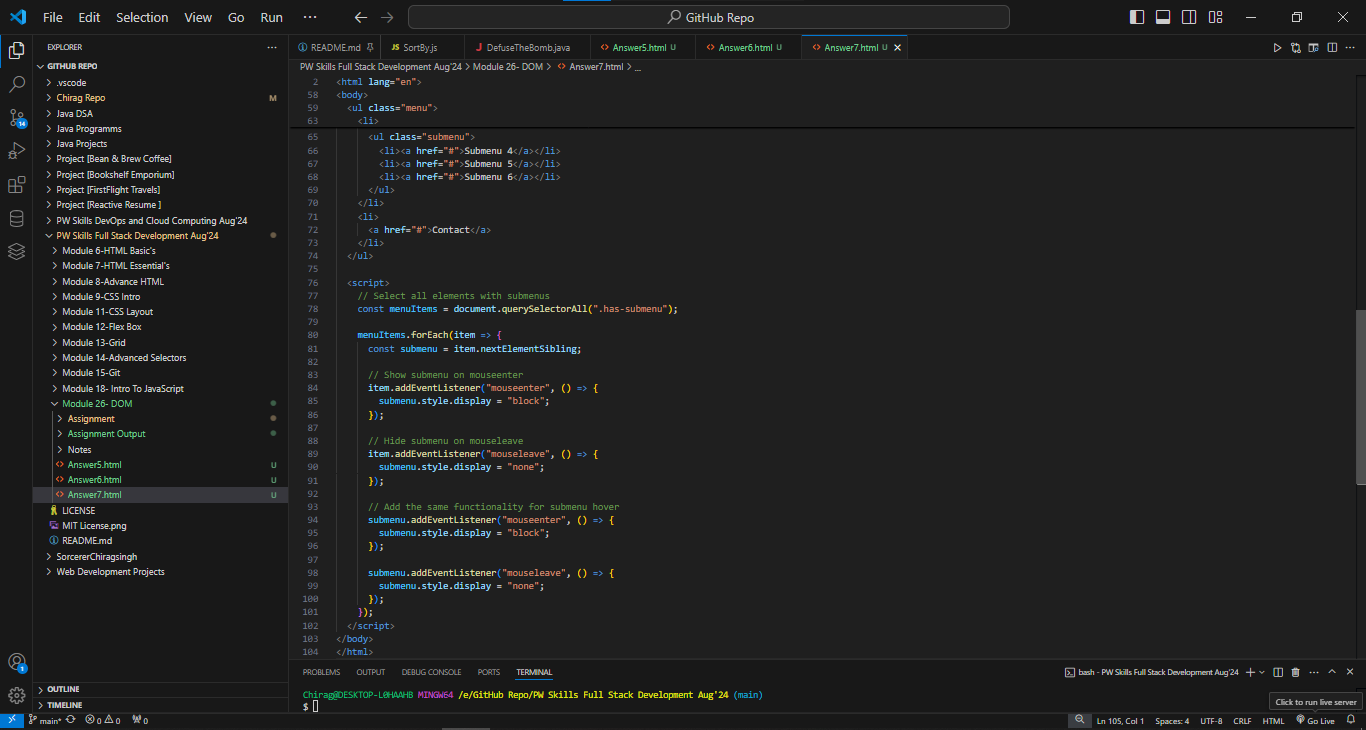 File Edit Selection View Go Run ··· GitHub Repo
EXPLORER ···
GITHUB REPO
.vscode
Chirag Repo M
Java DSA
Java Programms
Java Projects
Project [Bean & Brew Coffee]
Project [Bookshelf Emporium]
Project [FirstFlight Travels]
Project [Reactive Resume ]
PW Skills DevOps and Cloud Computing Aug'24
PW Skills Full Stack Development Aug'24
Module 6-HTML Basic's
Module 7-HTML Essential's
Module 8-Advance HTML
Module 9-CSS Intro
Module 11-CSS Layout
Module 12-Flex Box
Module 13-Grid
Module 14-Advanced Selectors
Module 15-Git
Module 18- Intro To JavaScript
Module 26- DOM
Assignment
Assignment Output
Notes
Answer5.html U
Answer6.html U
Answer7.html U
LICENSE
MIT License.png
README.md
SorcererChiragsingh
Web Development Projects
OUTLINE
TIMELINE
README.md JS SortBy.js J DefuseTheBomb.java Answer5.html U Answer6.html U Answer7.html U
PW Skills Full Stack Development Aug'24 > Module 26- DOM > Answer7.html > ...
2 <html lang="en">
58 <body>
59 <ul class="menu">
63 <li>
65 <ul class="submenu">
66 <li><a href="#">Submenu 4</a></li>
67 <li><a href="#">Submenu 5</a></li>
68 <li><a href="#">Submenu 6</a></li>
69 </ul>
70 </li>
71 <li>
72 <a href="#">Contact</a>
73 </li>
74 </ul>
75
76 <script>
77 // Select all elements with submenus
78 const menuItems = document.querySelectorAll(".has-submenu");
79
80 menuItems.forEach(item => {
81 const submenu = item.nextElementSibling;
82
83 // Show submenu on mouseenter
84 item.addEventListener("mouseenter", () => {
85 submenu.style.display = "block";
86 });
87
88 // Hide submenu on mouseleave
89 item.addEventListener("mouseleave", () => {
90 submenu.style.display = "none";
91 });
92
93 // Add the same functionality for submenu hover
94 submenu.addEventListener("mouseenter", () => {
95 submenu.style.display = "block";
96 });
97
98 submenu.addEventListener("mouseleave", () => {
99 submenu.style.display = "none";
100 });
101 });
102 </script>
103 </body>
104 </html>
PROBLEMS OUTPUT DEBUG CONSOLE PORTS TERMINAL bash - PW Skills Full Stack Development Aug'24
Chirag@DESKTOP-L0HAAHB MINGW64 /e/GitHub Repo/PW Skills Full Stack Development Aug'24 (main)
$
Click to run live server
14
1
main* 0 0 0 Ln 105, Col 1 Spaces: 4 UTF-8 CRLF HTML Go Live